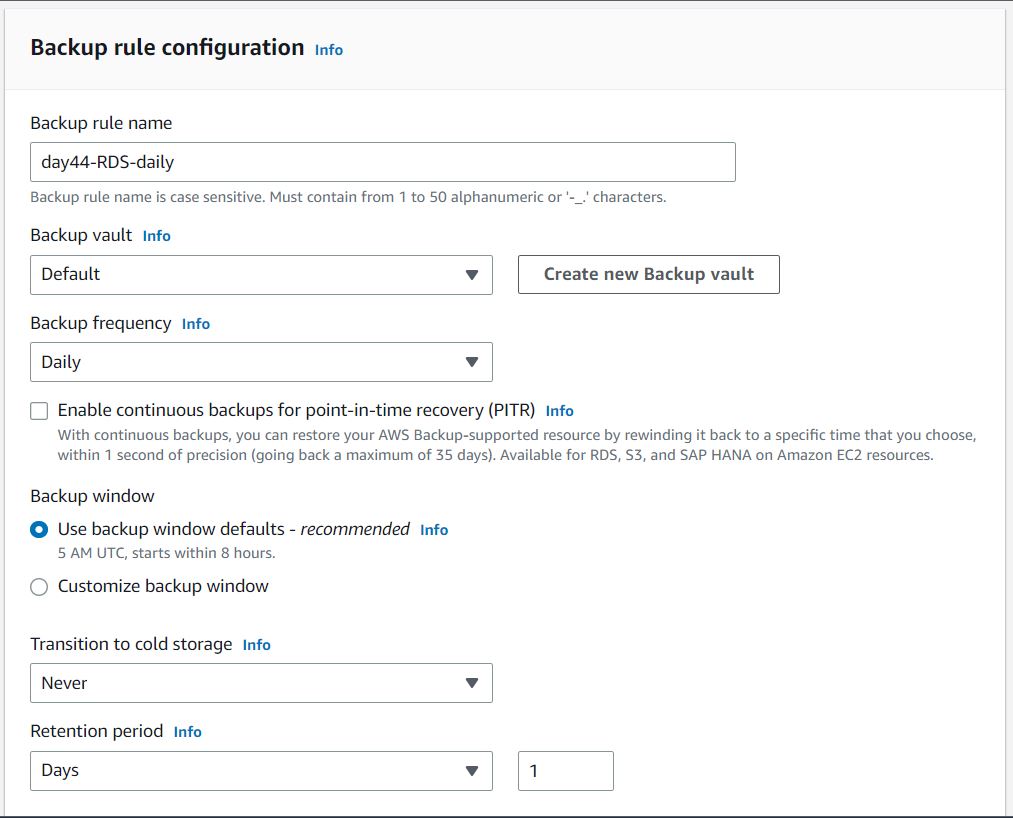 Backup rule configuration Info
Backup rule name
day44-RDS-daily
Backup rule name is case sensitive. Must contain from 1 to 50 alphanumeric or '-_.' characters.
Backup vault Info
Default
Create new Backup vault
Backup frequency Info
Daily
Enable continuous backups for point-in-time recovery (PITR) Info
With continuous backups, you can restore your AWS Backup-supported resource by rewinding it back to a specific time that you choose,
within 1 second of precision (going back a maximum of 35 days). Available for RDS, S3, and SAP HANA on Amazon EC2 resources.
Backup window
Use backup window defaults - recommended Info
5 AM UTC, starts within 8 hours.
Customize backup window
Transition to cold storage Info
Never
Retention period Info
Days
1